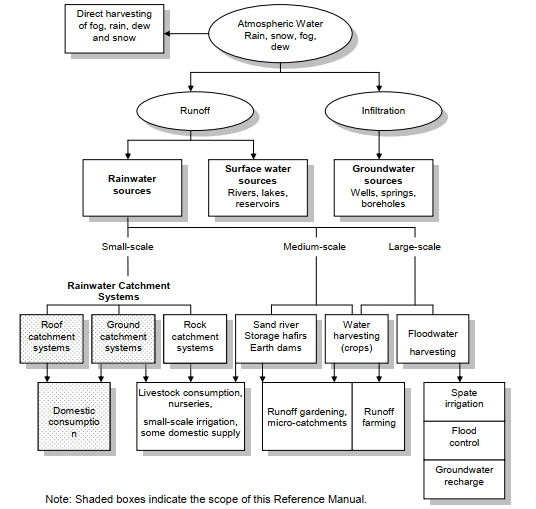 Direct harvesting
of fog, rain, dew
and snow
Atmospheric Water
Rain, snow, fog,
dew
Runoff
Infiltration
Rainwater
sources
Surface water
sources
Rivers, lakes,
reservoirs
Groundwater
sources
Wells, springs,
boreholes
Small-scale
Medium-scale
Large-scale
Rainwater Catchment
Systems
Roof
catchment
systems
Ground
catchment
systems
Rock
catchment
systems
Sand river
Storage hafirs
Earth dams
Water
harvesting
(crops)
Floodwater
harvesting
Domestic
consumptio
n
Livestock consumption,
nurseries,
small-scale irrigation,
some domestic supply
Runoff gardening,
micro-catchments
Runoff
farming
Spate
irrigation
Flood
control
Groundwater
recharge
Note: Shaded boxes indicate the scope of this Reference Manual.